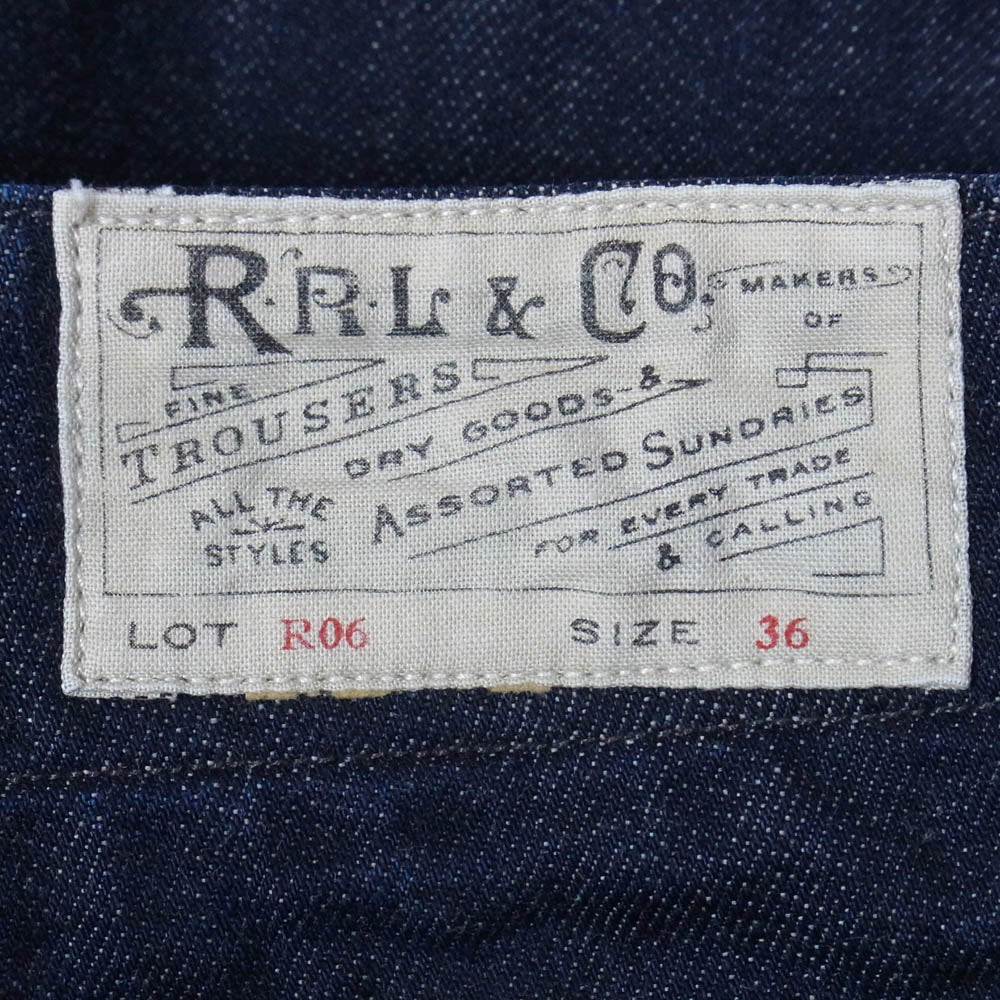 R·R·L & Co.
MAKERS
OF
FINE
TROUSERS
DRY GOODS &
ASSORTED SUNDRIES
ALL THE
STYLES
FOR EVERY TRADE
& CALLING
LOT R06 SIZE 36